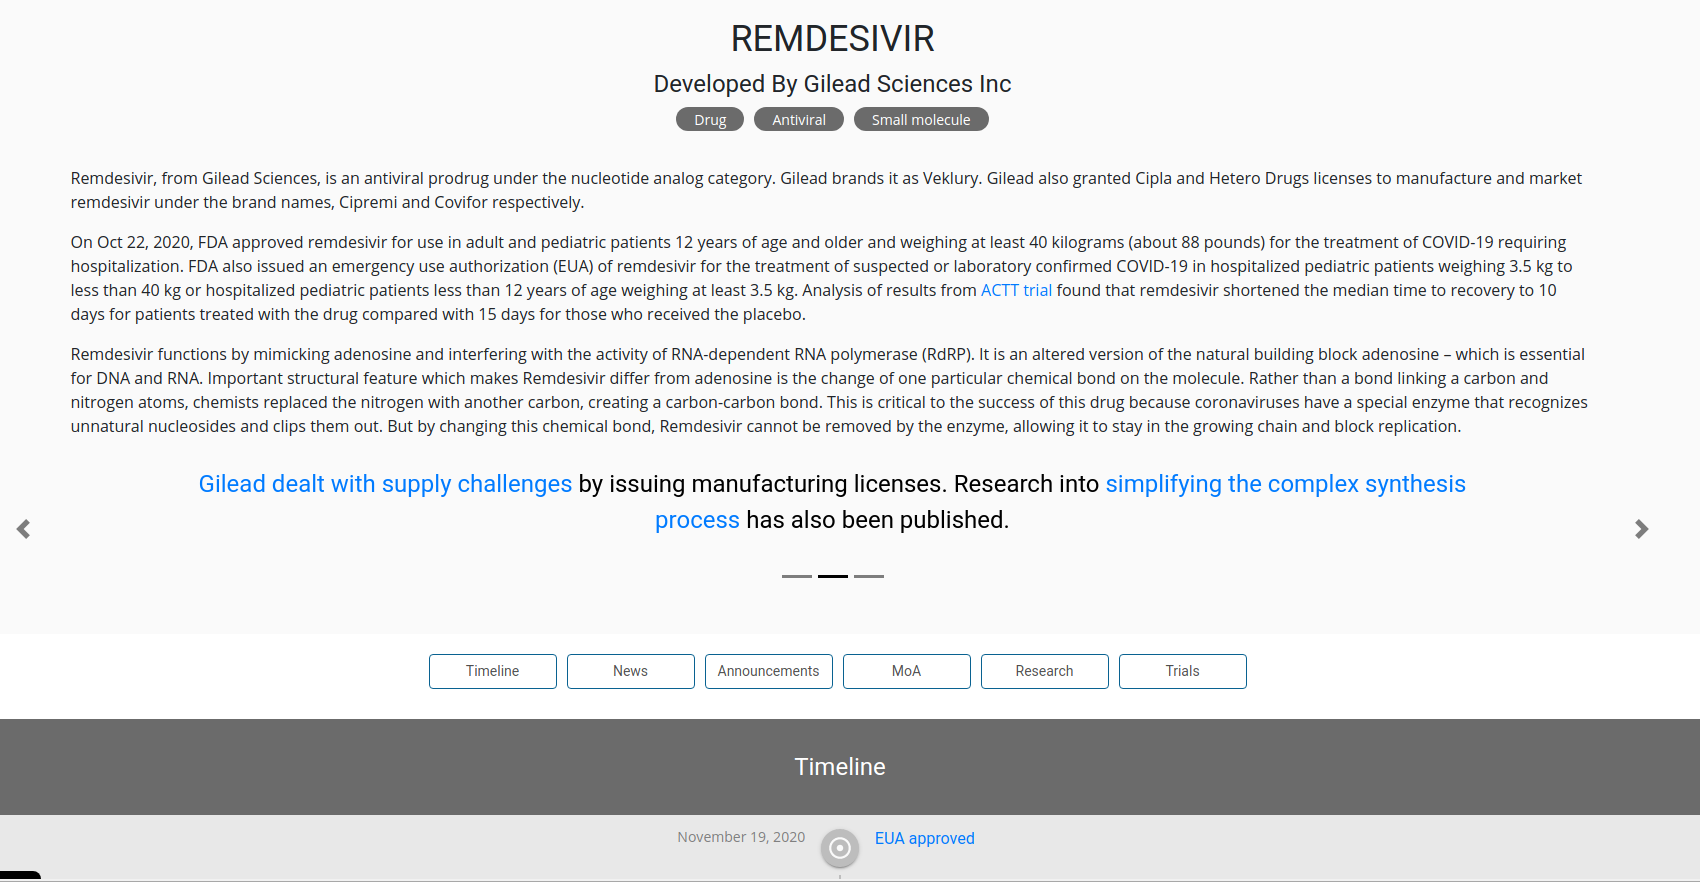 REMDESIVIR
Developed By Gilead Sciences Inc
Drug Antiviral Small molecule
Remdesivir, from Gilead Sciences, is an antiviral prodrug under the nucleotide analog category. Gilead brands it as Veklury. Gilead also granted Cipla and Hetero Drugs licenses to manufacture and market
remdesivir under the brand names, Cipremi and Covifor respectively.
On Oct 22, 2020, FDA approved remdesivir for use in adult and pediatric patients 12 years of age and older and weighing at least 40 kilograms (about 88 pounds) for the treatment of COVID-19 requiring
hospitalization. FDA also issued an emergency use authorization (EUA) of remdesivir for the treatment of suspected or laboratory confirmed COVID-19 in hospitalized pediatric patients weighing 3.5 kg to
less than 40 kg or hospitalized pediatric patients less than 12 years of age weighing at least 3.5 kg. Analysis of results from ACTT trial found that remdesivir shortened the median time to recovery to 10
days for patients treated with the drug compared with 15 days for those who received the placebo.
Remdesivir functions by mimicking adenosine and interfering with the activity of RNA-dependent RNA polymerase (RdRP). It is an altered version of the natural building block adenosine – which is essential
for DNA and RNA. Important structural feature which makes Remdesivir differ from adenosine is the change of one particular chemical bond on the molecule. Rather than a bond linking a carbon and
nitrogen atoms, chemists replaced the nitrogen with another carbon, creating a carbon-carbon bond. This is critical to the success of this drug because coronaviruses have a special enzyme that recognizes
unnatural nucleosides and clips them out. But by changing this chemical bond, Remdesivir cannot be removed by the enzyme, allowing it to stay in the growing chain and block replication.
Gilead dealt with supply challenges by issuing manufacturing licenses. Research into simplifying the complex synthesis
process has also been published.
Timeline News Announcements MoA Research Trials
Timeline
November 19, 2020 EUA approved